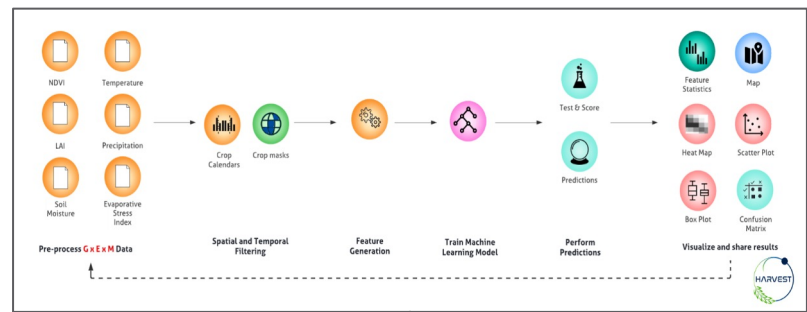 NDVI
Temperature
LAI
Precipitation
Soil
Moisture
Evaporative
Stress
Index
Pre-process G x E x M Data
Crop
Calendars
Crop masks
Spatial and Temporal
Filtering
Feature
Generation
Train Machine
Learning Model
Test & Score
Predictions
Perform
Predictions
Feature
Statistics
Map
Heat Map
Scatter Plot
Box Plot
Confusion
Matrix
Visualize and share results
HARVEST